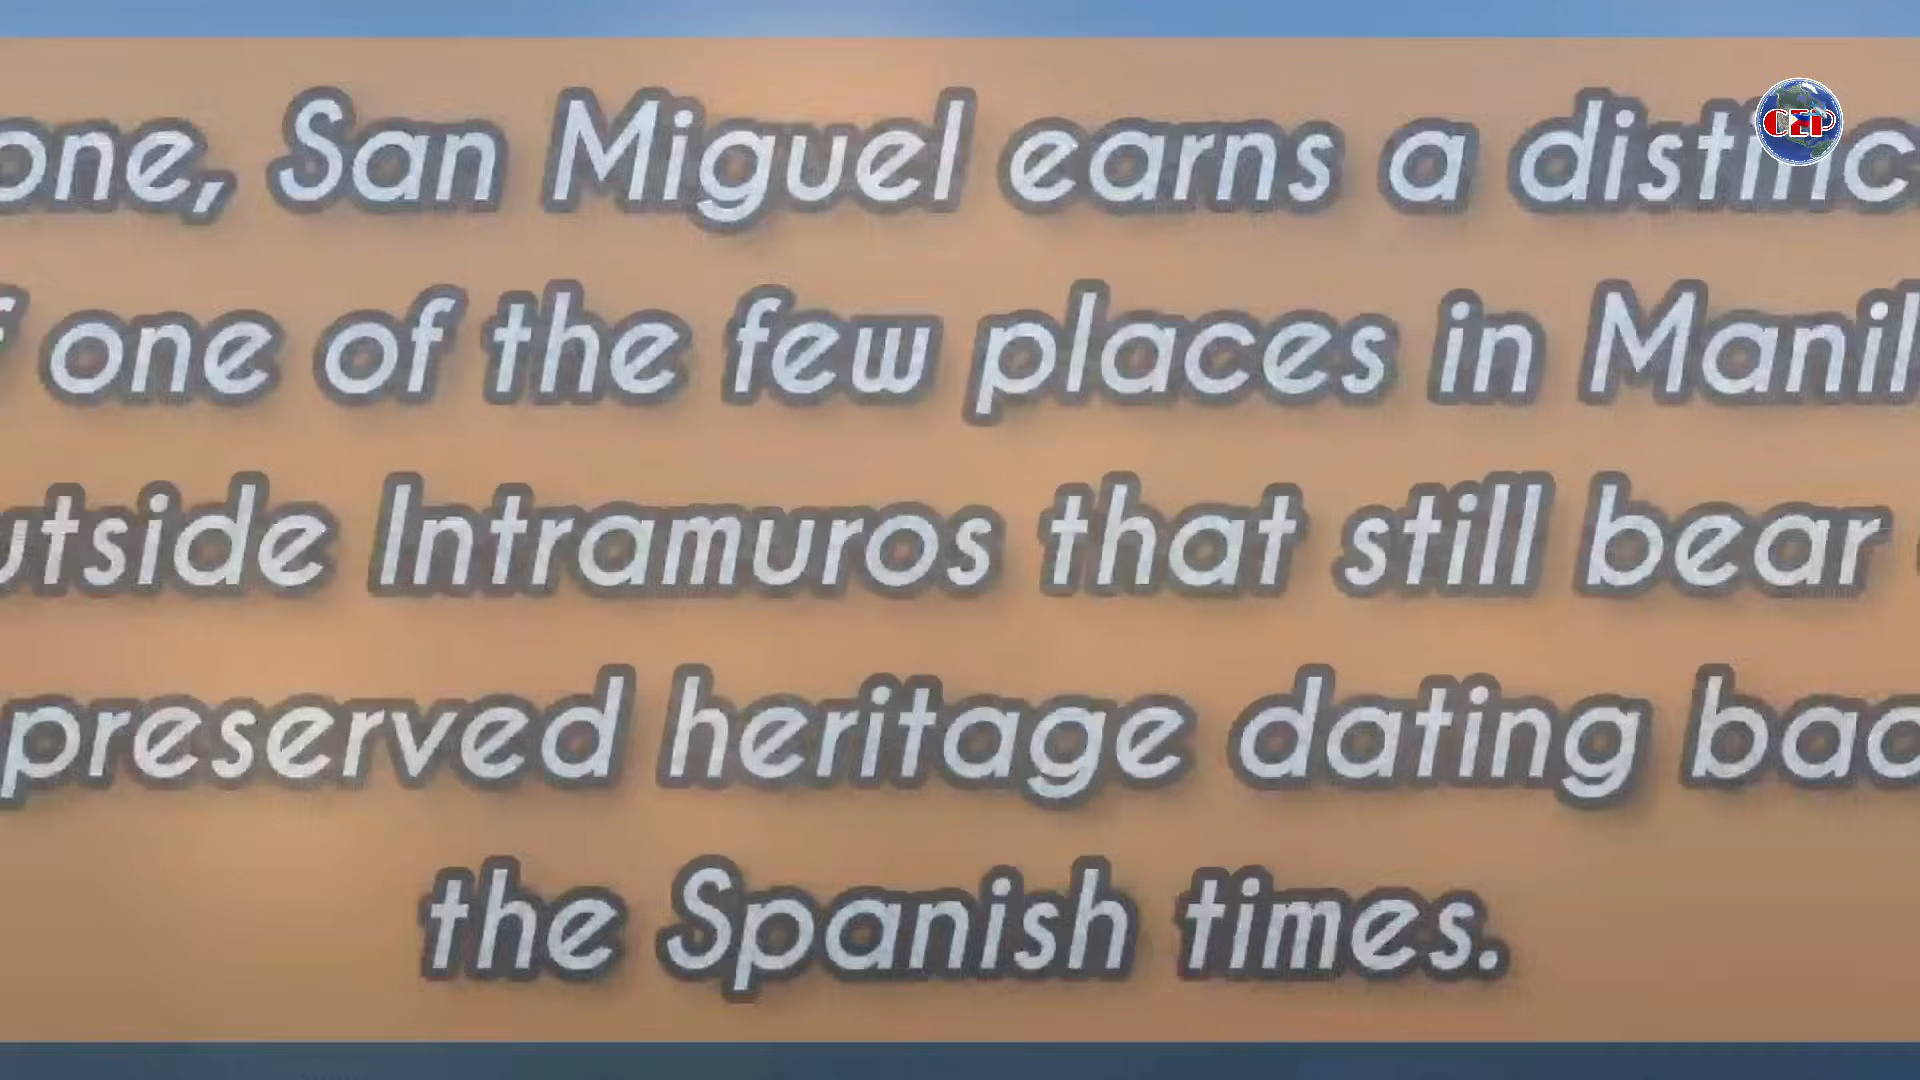 one, San Miguel earns a distinc
f one of the few places in Manil
utside Intramuros that still bear
preserved heritage dating bac
the Spanish times.
CEP